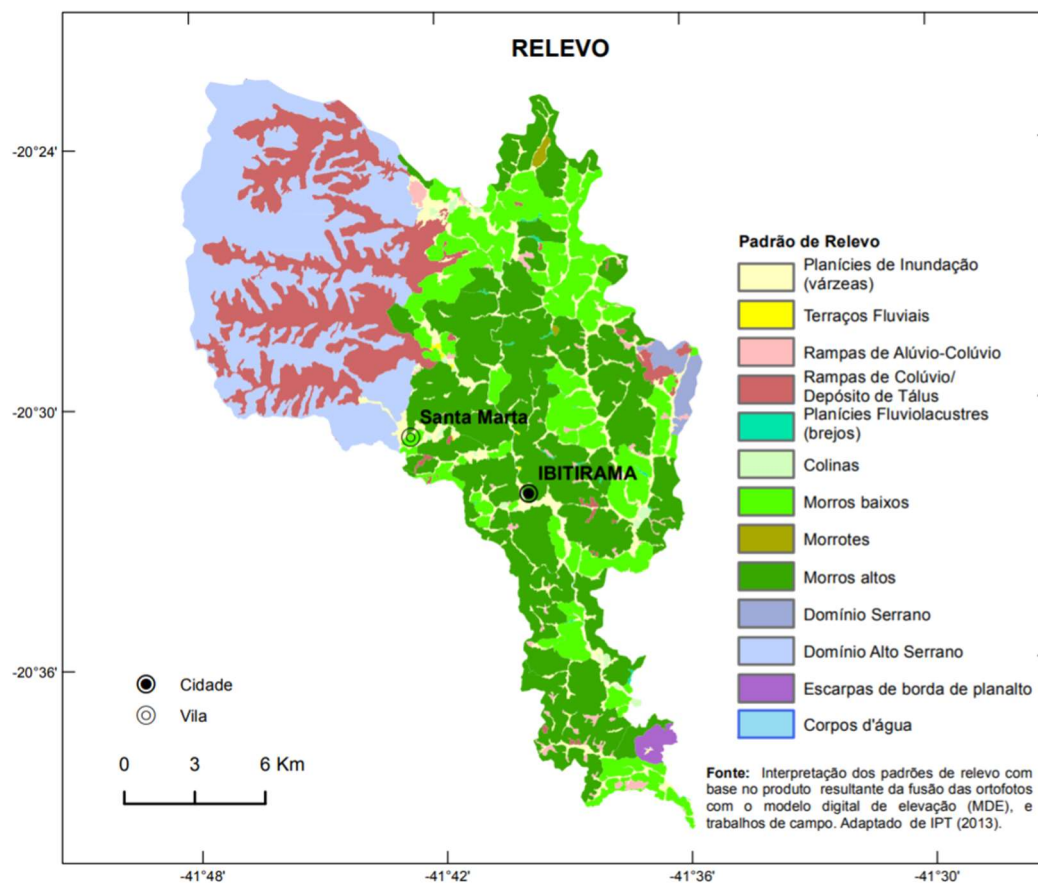 RELEVO
-20°24'
-20°30'
-20°36'
Santa Marta
IBITIRAMA
Padrão de Relevo
Planícies de Inundação
(várzeas)
Terraços Fluviais
Rampas de Alúvio-Colúvio
Rampas de Colúvio/
Depósito de Tálus
Planícies Fluviolacustres
(brejos)
Colinas
Morros baixos
Morrotes
Morros altos
Domínio Serrano
Domínio Alto Serrano
Escarpas de borda de planalto
Corpos d'água
Cidade
Vila
0 3 6 Km
Fonte: Interpretação dos padrões de relevo com
base no produto resultante da fusão das ortofotos
com o modelo digital de elevação (MDE), e
trabalhos de campo. Adaptado de IPT (2013).
-41°48' -41°42' -41°36' -41°30'